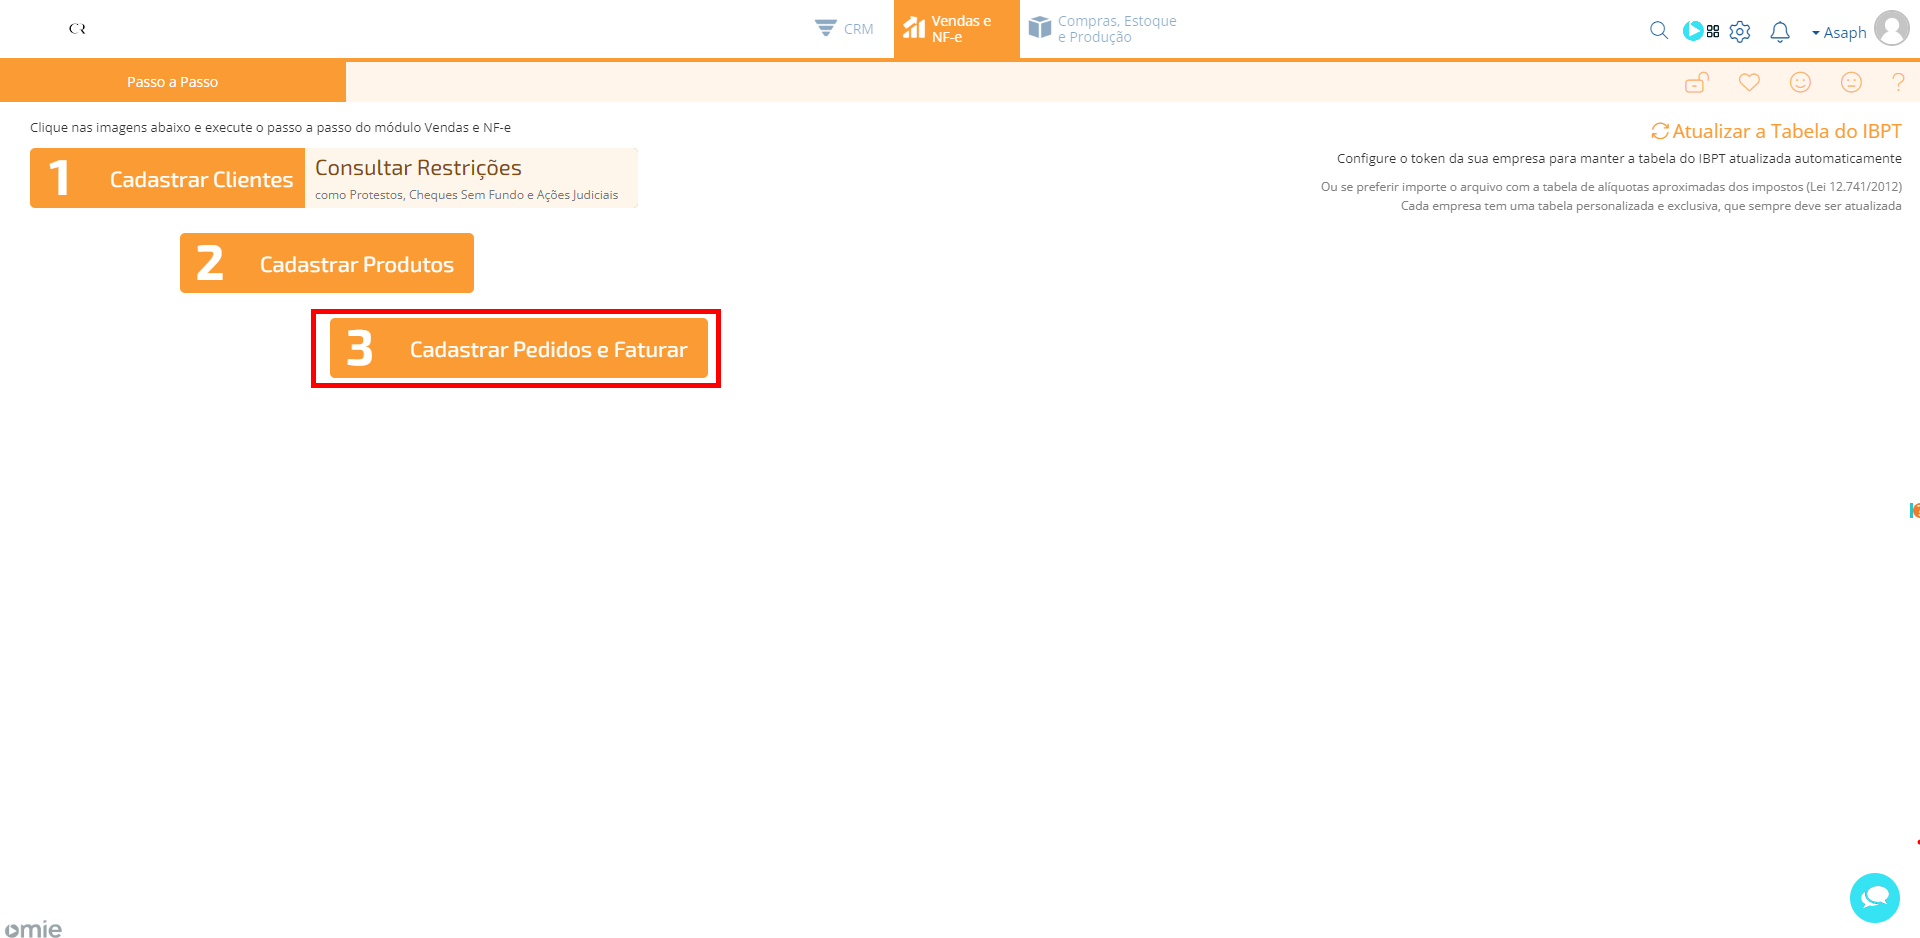 CR
CRM
Vendas e
NF-e
Compras, Estoque
e Produção
Asaph
Passo a Passo
?
Clique nas imagens abaixo e execute o passo a passo do módulo Vendas e NF-e
1 Cadastrar Clientes
Consultar Restrições
como Protestos, Cheques Sem Fundo e Ações Judiciais
Atualizar a Tabela do IBPT
Configure o token da sua empresa para manter a tabela do IBPT atualizada automaticamente
Ou se preferir importe o arquivo com a tabela de alíquotas aproximadas dos impostos (Lei 12.741/2012)
Cada empresa tem uma tabela personalizada e exclusiva, que sempre deve ser atualizada
2 Cadastrar Produtos
3 Cadastrar Pedidos e Faturar
omie